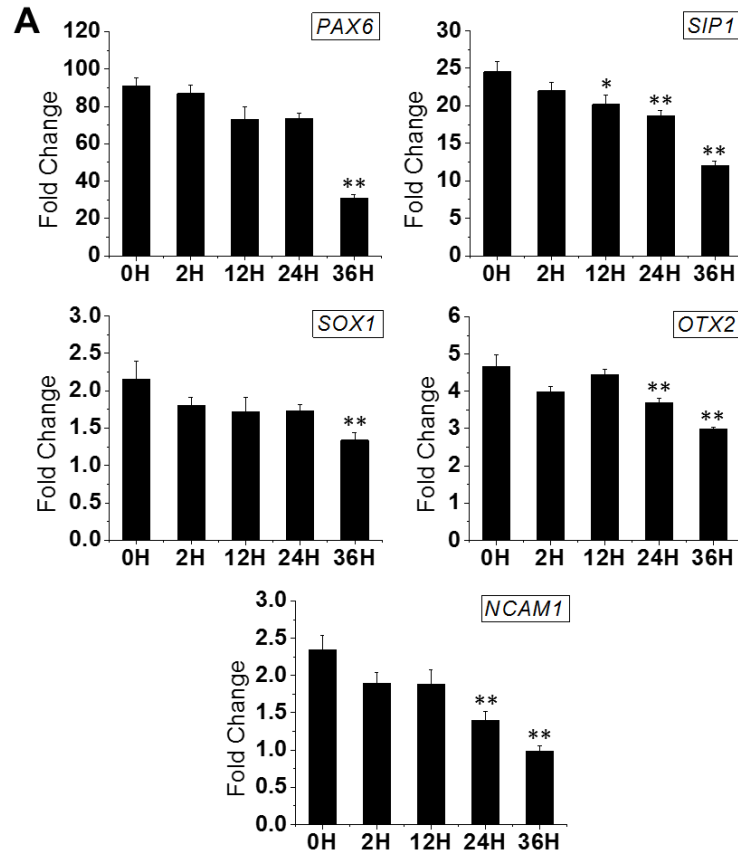 A
PAX6
Fold Change
120
100
80
60
40
20
0
**
0H 2H 12H 24H 36H
SIP1
Fold Change
30
25
20
15
10
5
0
* ** **
0H 2H 12H 24H 36H
SOX1
Fold Change
3.0
2.5
2.0
1.5
1.0
0.5
0.0
**
0H 2H 12H 24H 36H
OTX2
Fold Change
6
5
4
3
2
1
0
** **
0H 2H 12H 24H 36H
NCAM1
Fold Change
3.0
2.5
2.0
1.5
1.0
0.5
0.0
** **
0H 2H 12H 24H 36H